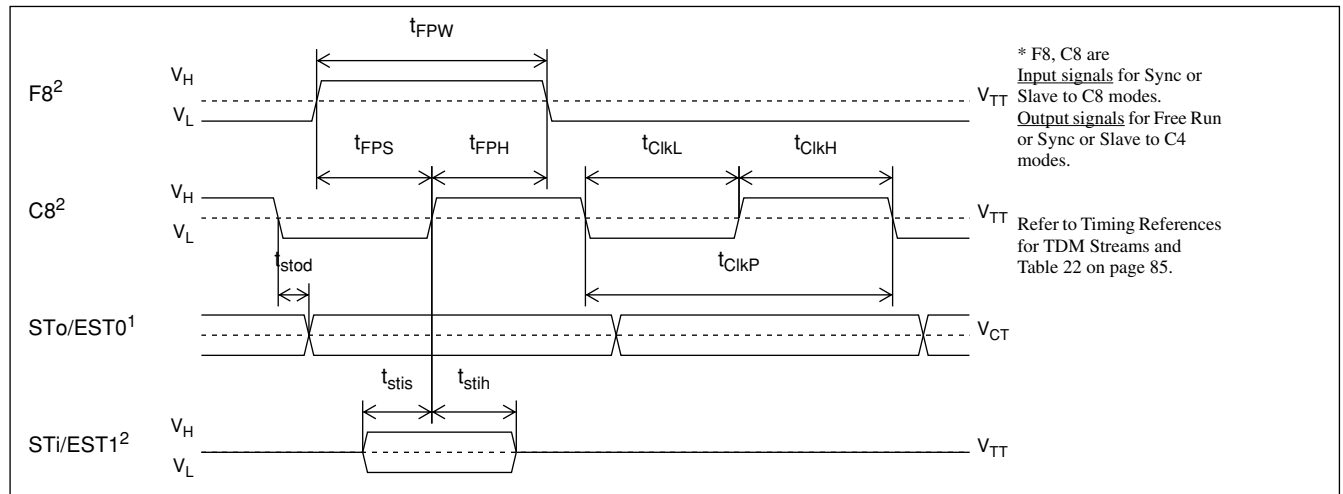 tFPW
* F8, C8 are
Input signals for Sync or
Slave to C8 modes.
Output signals for Free Run
or Sync or Slave to C4
modes.
F8²
VH
VL
VTT
tFPS
tFPH
tClkL
tClkH
C8²
VH
VL
VTT
Refer to Timing References
for TDM Streams and
Table 22 on page 85.
tstod
tClkP
STo/EST0¹
VCT
tstis
tstih
STi/EST1²
VH
VL
VTT